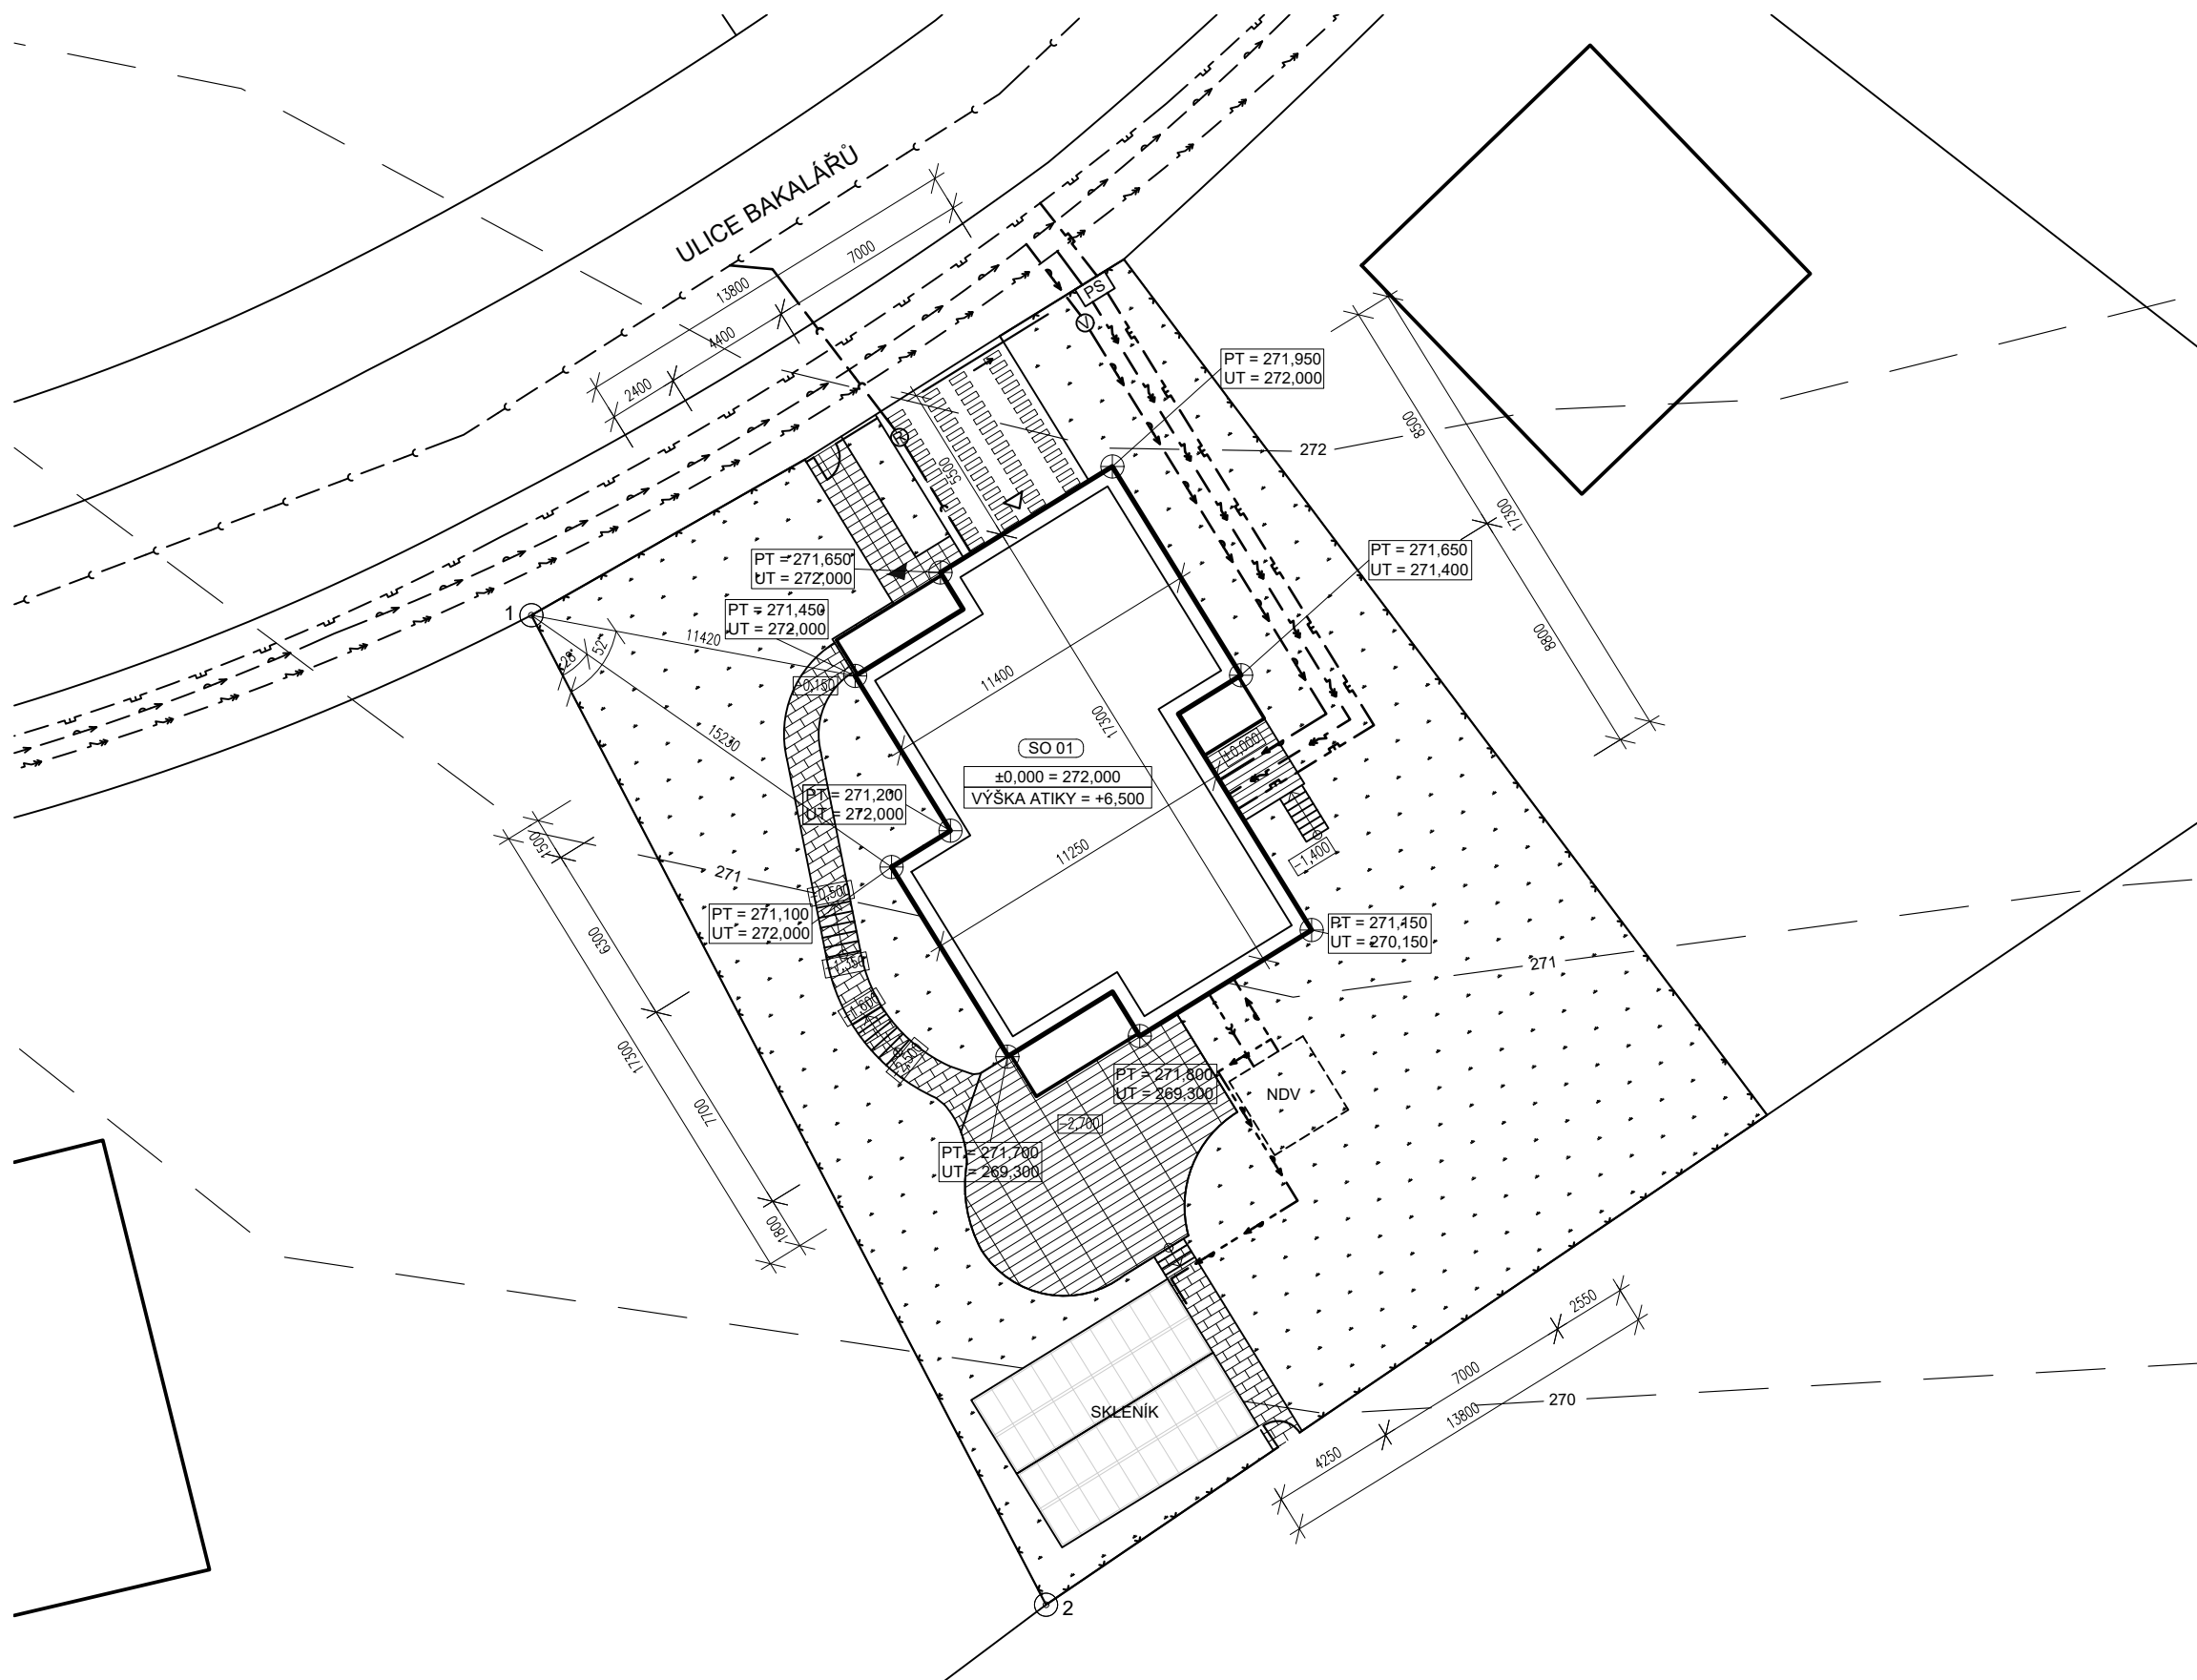 ULICE BAKALÁŘŮ
13800
7000
4400
2400
PS
V
R
5500
PT = 271,950
UT = 272,000
272
8500
17300
8800
PT = 271,650
UT = 271,400
PT = 271,650
UT = 272,000
PT = 271,450
UT = 272,000
1
11420
28°
52°
-0,150
15230
11400
17300
SO 01
±0,000 = 272,000
VÝŠKA ATIKY = +6,500
±0,000
-1,400
PT = 271,200
UT = 272,000
11250
1500
6300
17300
7700
1800
271
-0,500
PT = 271,100
UT = 272,000
PT = 271,150
UT = 270,150
271
-1,600
PT = 271,800
UT = 269,300
NDV
-2,700
PT = 271,700
UT = 269,300
SKLENÍK
2550
7000
13800
4250
270
2